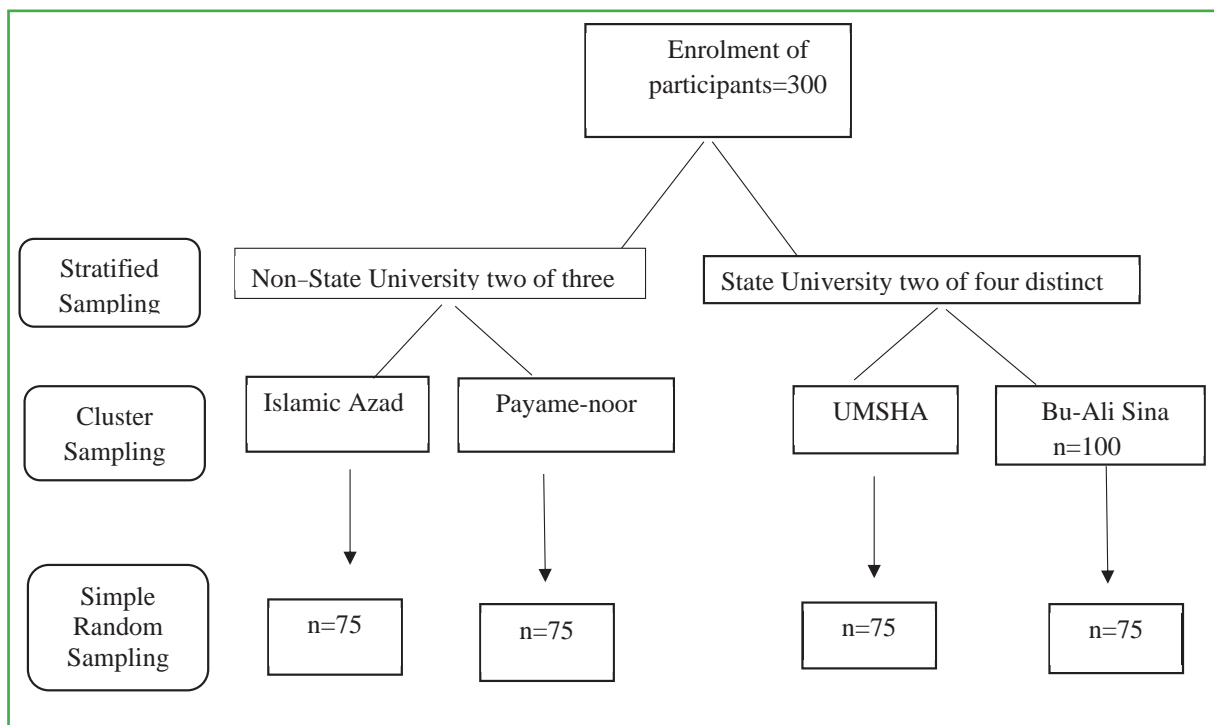 Enrolment of
participants=300
Stratified
Sampling
Non-State University two of three
State University two of four distinct
Cluster
Sampling
Islamic Azad
Payame-noor
UMSHA
Bu-Ali Sina
n=100
Simple
Random
Sampling
n=75
n=75
n=75
n=75